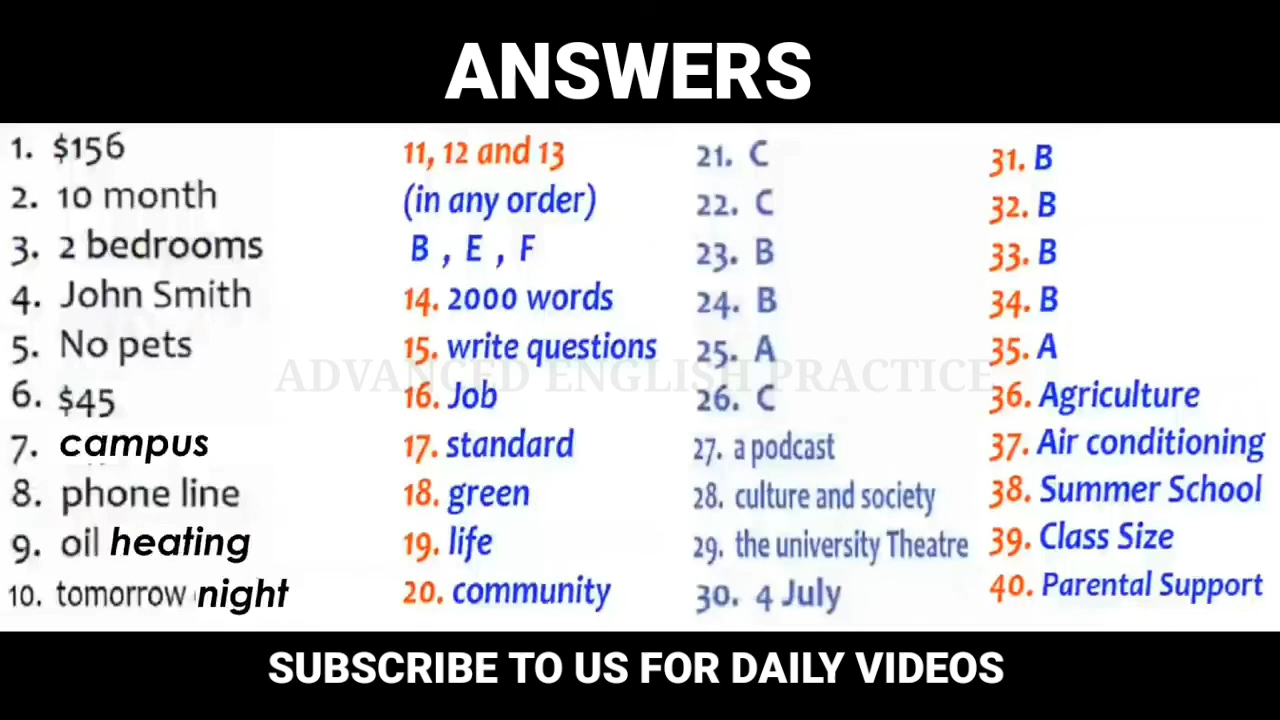 ANSWERS
1. $156
2. 10 month
3. 2 bedrooms
4. John Smith
5. No pets
6. $45
7. campus
8. phone line
9. oil heating
10. tomorrow night
11, 12 and 13
(in any order)
B , E , F
14. 2000 words
15. write questions
16. Job
17. standard
18. green
19. life
20. community
21. C
22. C
23. B
24. B
25. A
26. C
27. a podcast
28. culture and society
29. the university Theatre
30. 4 July
31. B
32. B
33. B
34. B
35. A
36. Agriculture
37. Air conditioning
38. Summer School
39. Class Size
40. Parental Support
ADVANCED ENGLISH PRACTICE
SUBSCRIBE TO US FOR DAILY VIDEOS